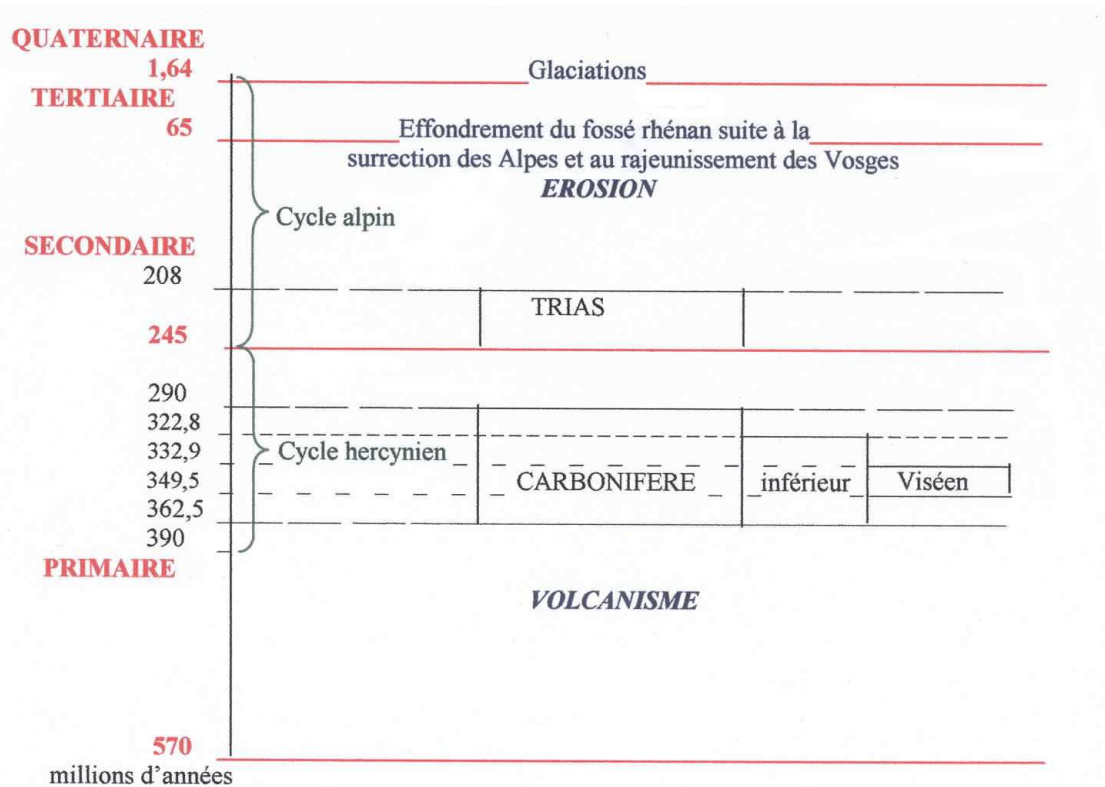 QUATERNAIRE
1,64
Glaciations
TERTIAIRE
65
Effondrement du fossé rhénan suite à la
surrection des Alpes et au rajeunissement des Vosges
EROSION
Cycle alpin
SECONDAIRE
208
TRIAS
245
290
322,8
332,9
Cycle hercynien
349,5
CARBONIFERE
inférieur
Viséen
362,5
390
PRIMAIRE
VOLCANISME
570
millions d'années